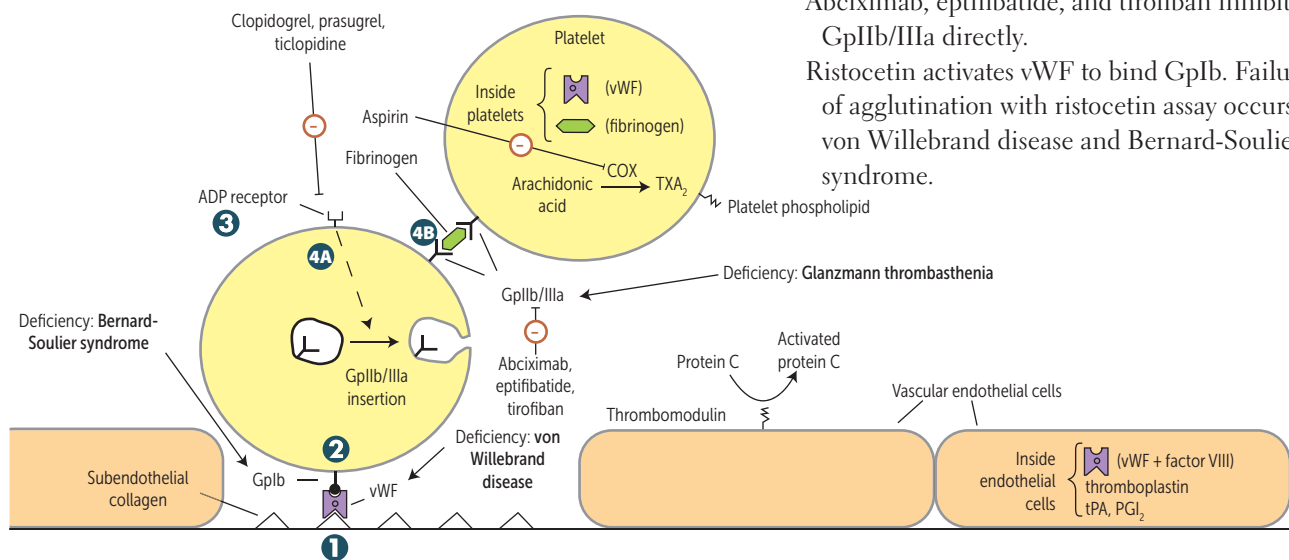 Abciximab, eptifibatide, and tirofiban inhibit
GpIIb/IIIa directly.
Ristocetin activates vWF to bind GpIb.
of agglutination with ristocetin assay occurs
von Willebrand disease and Bernard-Soulier
syndrome.
Clopidogrel, prasugrel,
ticlopidine
−
ADP receptor
3
4A
Platelet
Inside
platelets
(vWF)
(fibrinogen)
Aspirin
−
Fibrinogen
COX
Arachidonic
acid
TXA₂
Platelet phospholipid
4B
GpIIb/IIIa
Deficiency: Glanzmann thrombasthenia
−
Abciximab,
eptifibatide,
tirofiban
Deficiency: Bernard-
Soulier syndrome
GpIIb/IIIa
insertion
Protein C
Activated
protein C
Thrombomodulin
Vascular endothelial cells
2
Deficiency: von
Willebrand
disease
Subendothelial
collagen
GpIb
vWF
Inside
endothelial
cells
(vWF + factor VIII)
thromboplastin
tPA, PGI₂
1